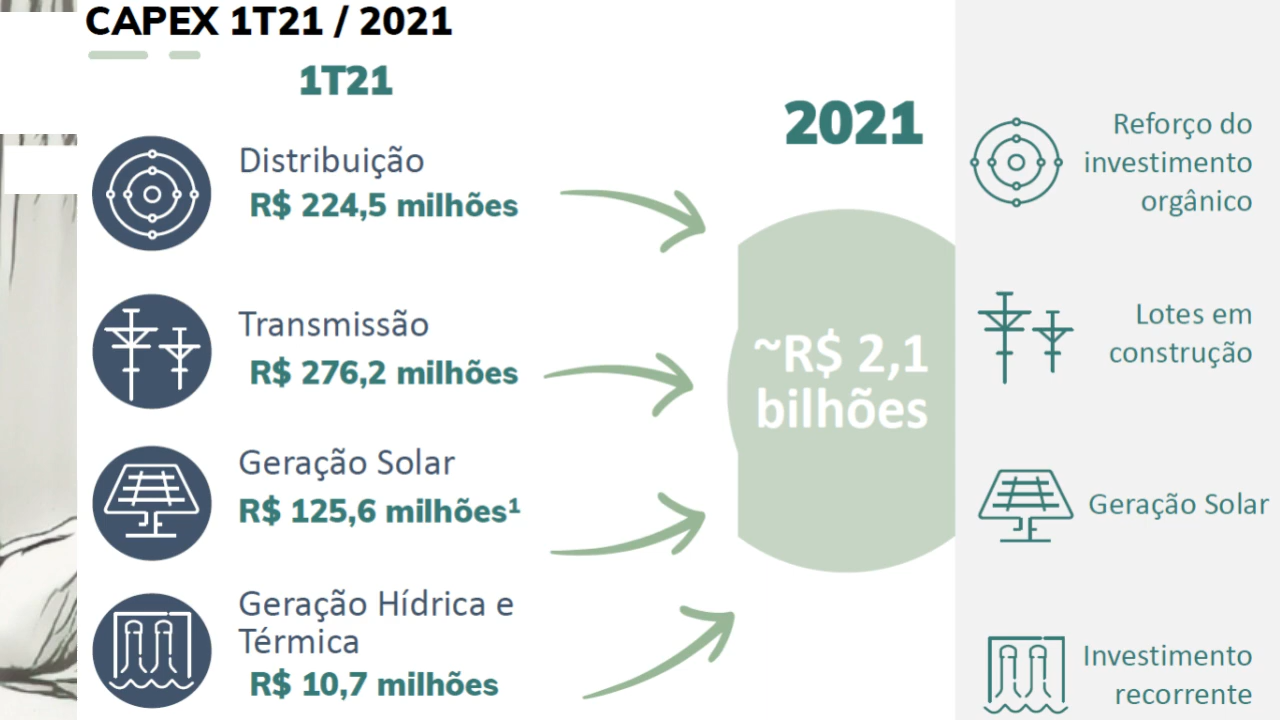 CAPEX 1T21 / 2021
1T21
Distribuição
R$ 224,5 milhões
Transmissão
R$ 276,2 milhões
Geração Solar
R$ 125,6 milhões¹
Geração Hídrica e
Térmica
R$ 10,7 milhões
2021
~R$ 2,1
bilhões
Reforço do
investimento
orgânico
Lotes em
construção
Geração Solar
Investimento
recorrente